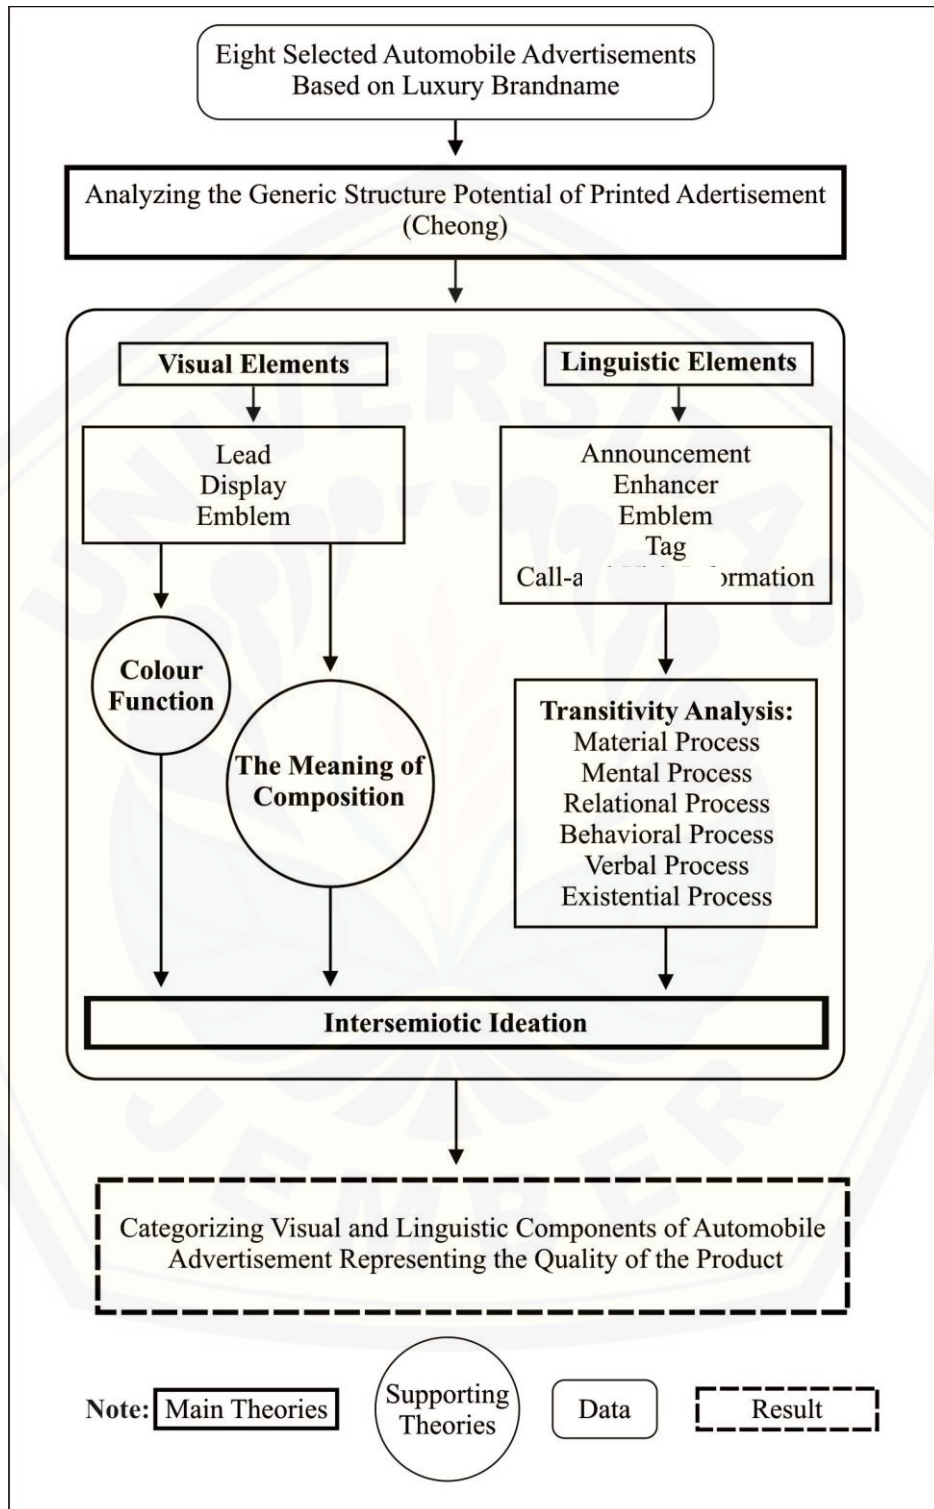 Eight Selected Automobile Advertisements
Based on Luxury Brandname
Analyzing the Generic Structure Potential of Printed Adertisement
(Cheong)
Visual Elements
Lead
Display
Emblem
Colour
Function
The Meaning of
Composition
Linguistic Elements
Announcement
Enhancer
Emblem
Tag
Transitivity Analysis:
Material Process
Mental Process
Relational Process
Behavioral Process
Verbal Process
Existential Process
Intersemiotic Ideation
Categorizing Visual and Linguistic Components of Automobile
Advertisement Representing the Quality of the Product
Note:
Main Theories
Supporting
Theories
Data
Result
UNIVERSITAS
JEMBER